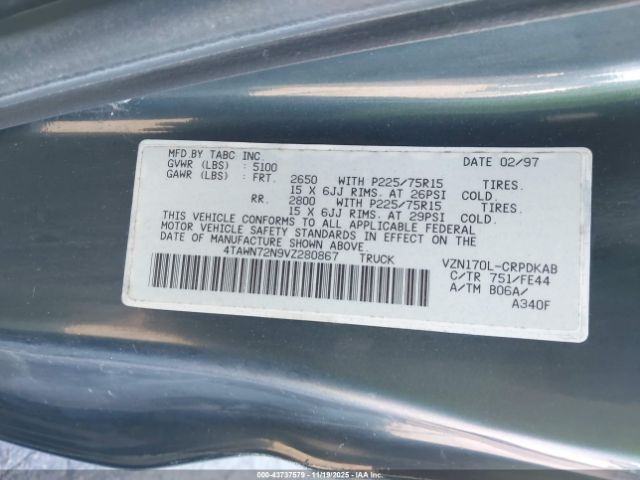 MFD.BY TABC INC. DATE 02/97
GVWR (LBS) : 5100
GAWR (LBS) : FRT. 2650 WITH P225/75R15 TIRES.
15 X 6JJ RIMS. AT 26PSI COLD.
RR. 2800 WITH P225/75R15 TIRES.
15 X 6JJ RIMS. AT 29PSI COLD.
THIS VEHICLE CONFORMS TO ALL APPLICABLE FEDERAL
MOTOR VEHICLE SAFETY STANDARDS IN EFFECT ON THE
DATE OF MANUFACTURE SHOWN ABOVE.
4TAWN72N9VZ280867 TRUCK VZN170L-CRPDKAB
C/TR 751/FE44
A/TM B06A/
A340F
IMAGE: 000-43737579 - 11/19/2025 - IAA Inc.